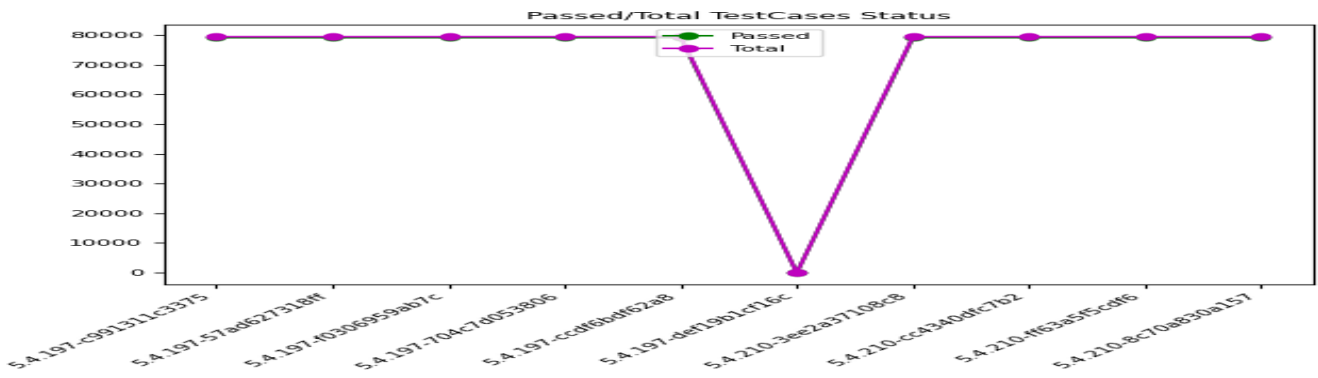 Passed/Total TestCases Status
Passed
Total
80000
70000
60000
50000
40000
30000
20000
10000
0
5.4.197-c991311c3375
5.4.197-57ad627318ff
5.4.197-f0306959ab7c
5.4.197-704c7d053806
5.4.197-ccdf6bdf62a8
5.4.197-def19b1cf16c
5.4.210-3ee2a37108c8
5.4.210-cc4340dfc7b2
5.4.210-ff63a5f5cdf6
5.4.210-8c70a830a157